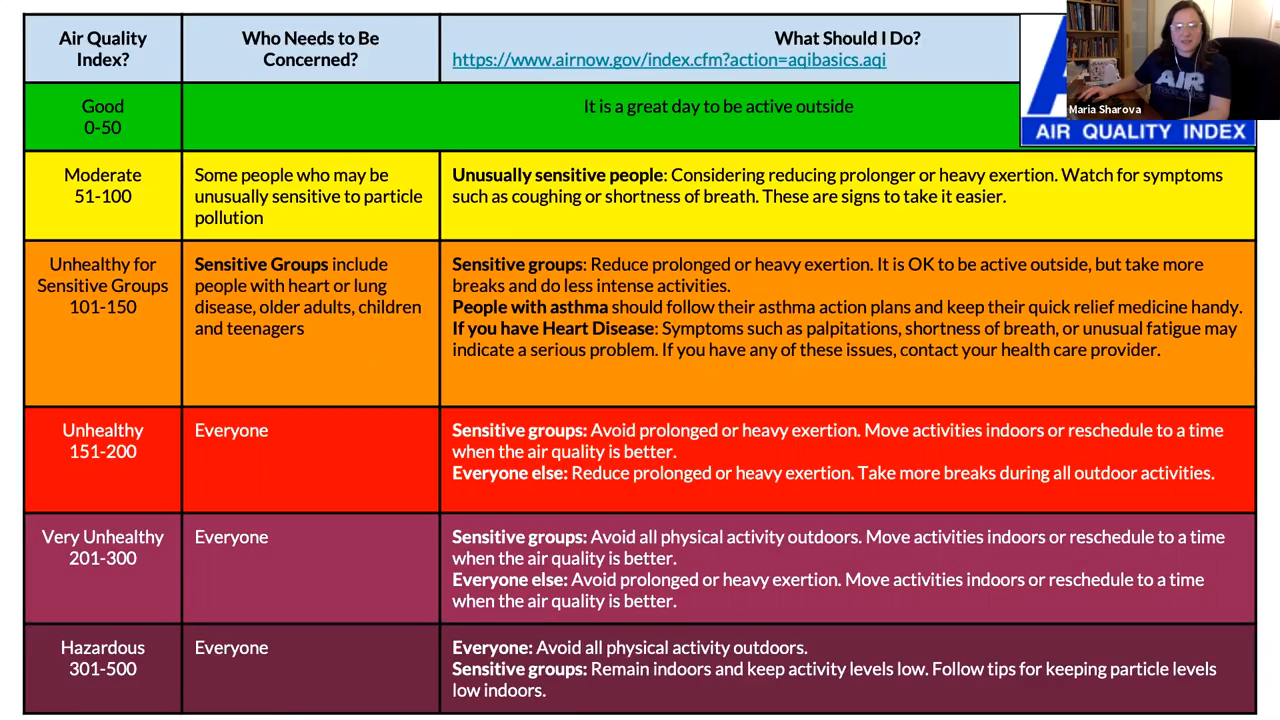 Air Quality
Index?
Who Needs to Be
Concerned?
What Should I Do?
https://www.airnow.gov/index.cfm?action=aqibasics.aqi
Maria Sharova
AIR
AIR QUALITY INDEX
Good
0-50
It is a great day to be active outside
Moderate
51-100
Some people who may be
unusually sensitive to particle
pollution
Unusually sensitive people: Considering reducing prolonger or heavy exertion. Watch for symptoms
such as coughing or shortness of breath. These are signs to take it easier.
Unhealthy for
Sensitive Groups
101-150
Sensitive Groups include
people with heart or lung
disease, older adults, children
and teenagers
Sensitive groups: Reduce prolonged or heavy exertion. It is OK to be active outside, but take more
breaks and do less intense activities.
People with asthma should follow their asthma action plans and keep their quick relief medicine handy.
If you have Heart Disease: Symptoms such as palpitations, shortness of breath, or unusual fatigue may
indicate a serious problem. If you have any of these issues, contact your health care provider.
Unhealthy
151-200
Everyone
Sensitive groups: Avoid prolonged or heavy exertion. Move activities indoors or reschedule to a time
when the air quality is better.
Everyone else: Reduce prolonged or heavy exertion. Take more breaks during all outdoor activities.
Very Unhealthy
201-300
Everyone
Sensitive groups: Avoid all physical activity outdoors. Move activities indoors or reschedule to a time
when the air quality is better.
Everyone else: Avoid prolonged or heavy exertion. Move activities indoors or reschedule to a time
when the air quality is better.
Hazardous
301-500
Everyone
Everyone: Avoid all physical activity outdoors.
Sensitive groups: Remain indoors and keep activity levels low. Follow tips for keeping particle levels
low indoors.